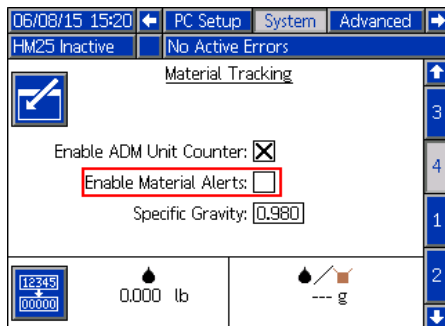 06/08/15 15:20 PC Setup System Advanced
HM25 Inactive No Active Errors
Material Tracking
3
Enable ADM Unit Counter:
4
Enable Material Alerts:
Specific Gravity: 0.980
1
12345
00000
0.000 lb
--- g
2